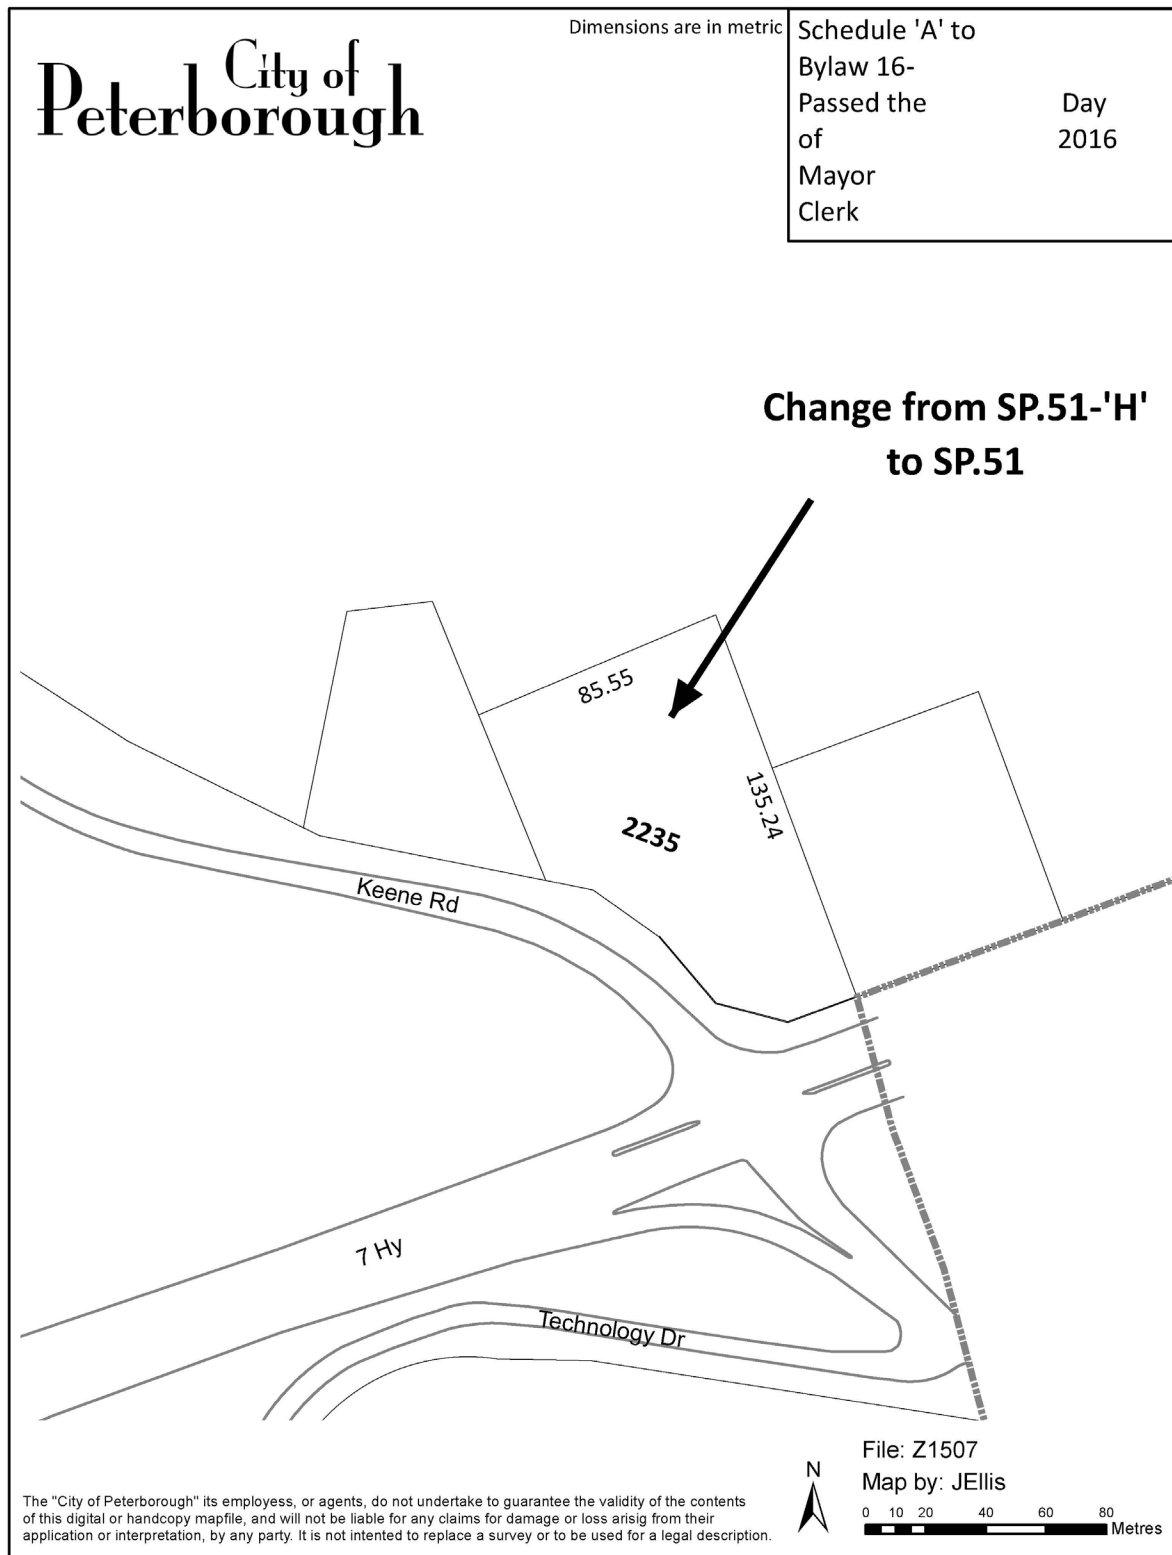 City of
Peterborough
Dimensions are in metric
Schedule 'A' to
Bylaw 16-
Passed the Day
of 2016
Mayor
Clerk
Change from SP.51-'H'
to SP.51
85.55
135.24
2235
Keene Rd
7 Hy
Technology Dr
The "City of Peterborough" its employess, or agents, do not undertake to guarantee the validity of the contents
of this digital or handcopy mapfile, and will not be liable for any claims for damage or loss arisig from their
application or interpretation, by any party. It is not intended to replace a survey or to be used for a legal description.
N
File: Z1507
Map by: JEllis
0 10 20 40 60 80
Metres